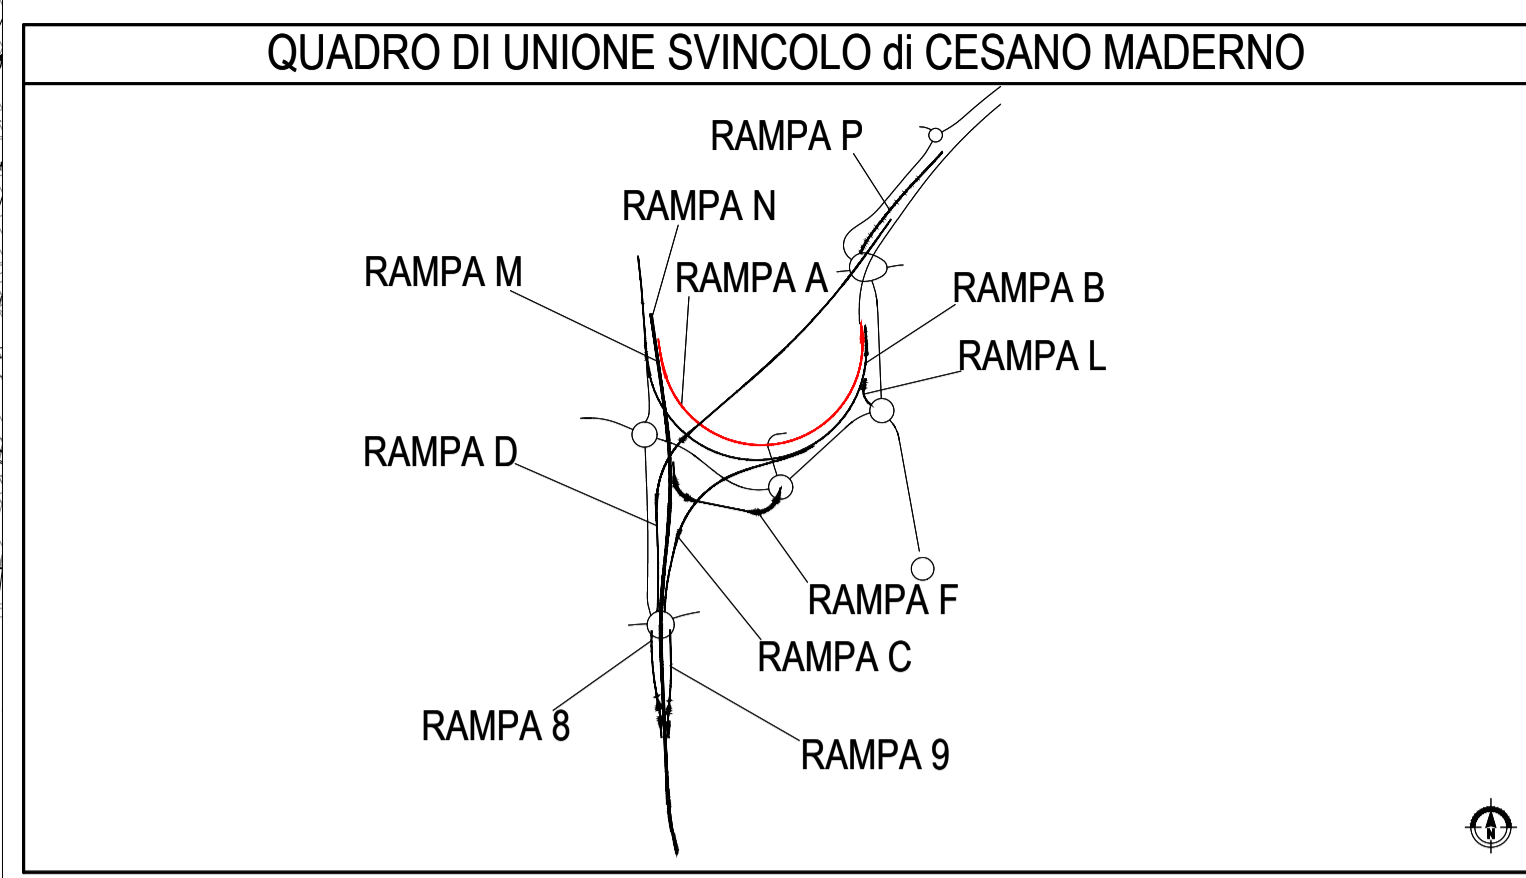 QUADRO DI UNIONE SVINCOLO di CESANO MADERNO
RAMPA P
RAMPA N
RAMPA M
RAMPA A
RAMPA B
RAMPA L
RAMPA D
RAMPA F
RAMPA C
RAMPA 8
RAMPA 9
N